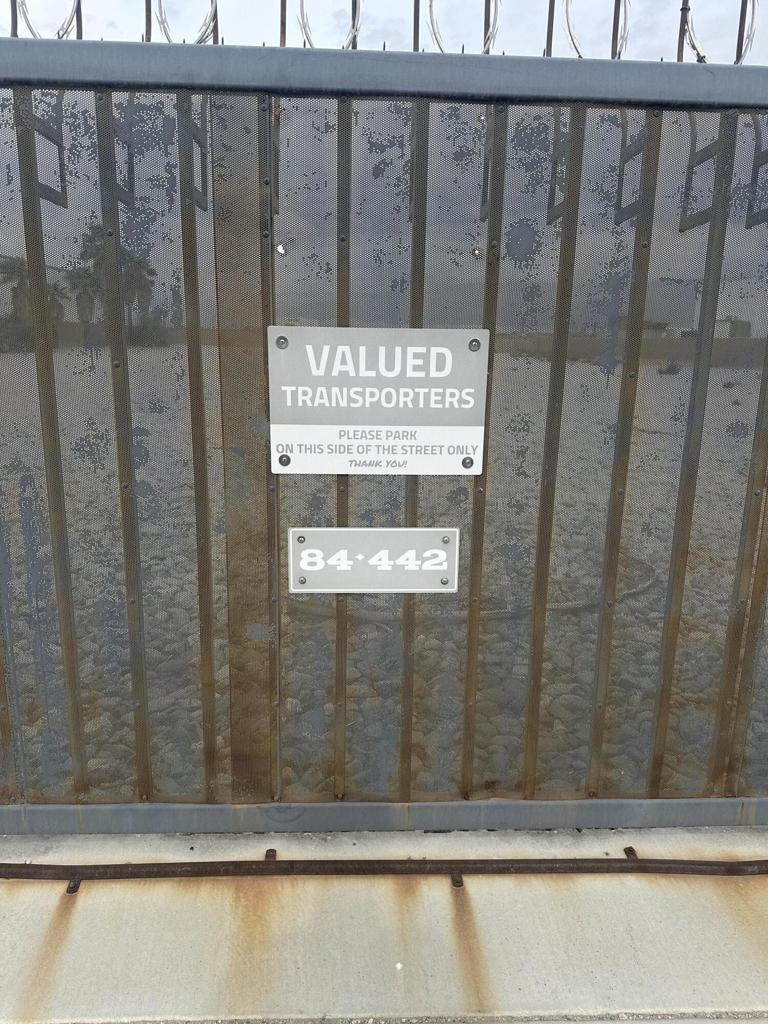 VALUED
TRANSPORTERS
PLEASE PARK
ON THIS SIDE OF THE STREET ONLY
THANK YOU!
84·442